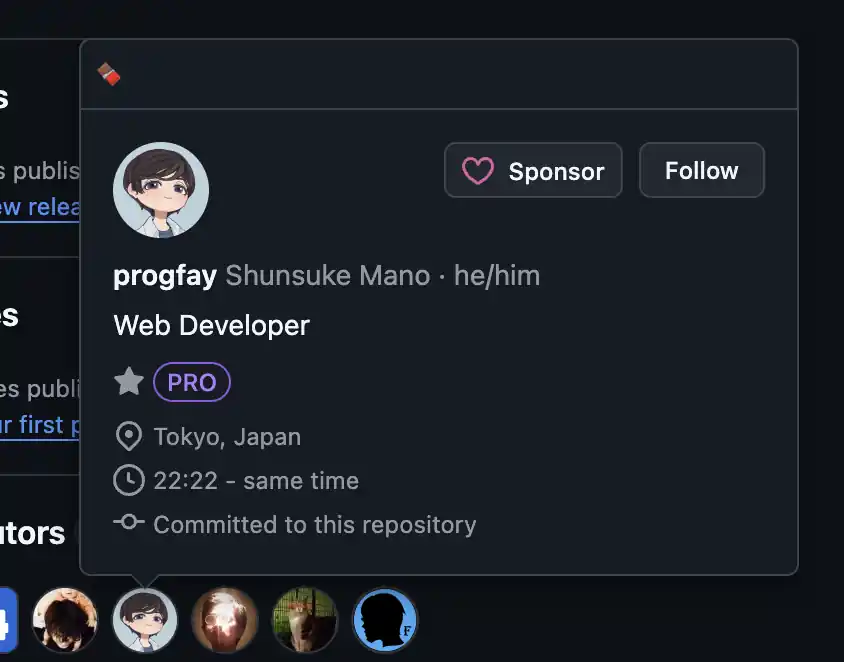 s
s publis
ew relea
es
es publi
ur first p
utors
Sponsor
Follow
progfay Shunsuke Mano · he/him
Web Developer
PRO
Tokyo, Japan
22:22 - same time
Committed to this repository
F